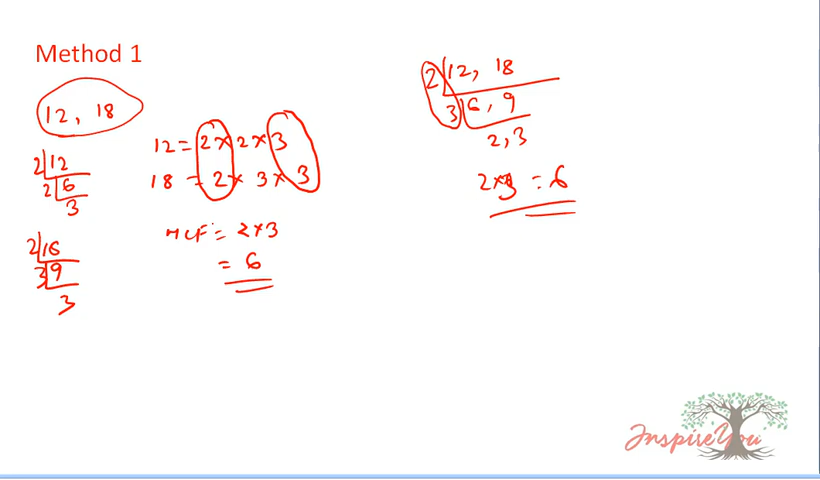 Method 1
12, 18
2 12
2 6
3
2 18
3 9
3
12 = 2 × 2 × 3
18 = 2 × 3 × 3
HCF = 2 × 3
= 6
2 12, 18
3 6, 9
2, 3
2 × 3 = 6
InspireYou